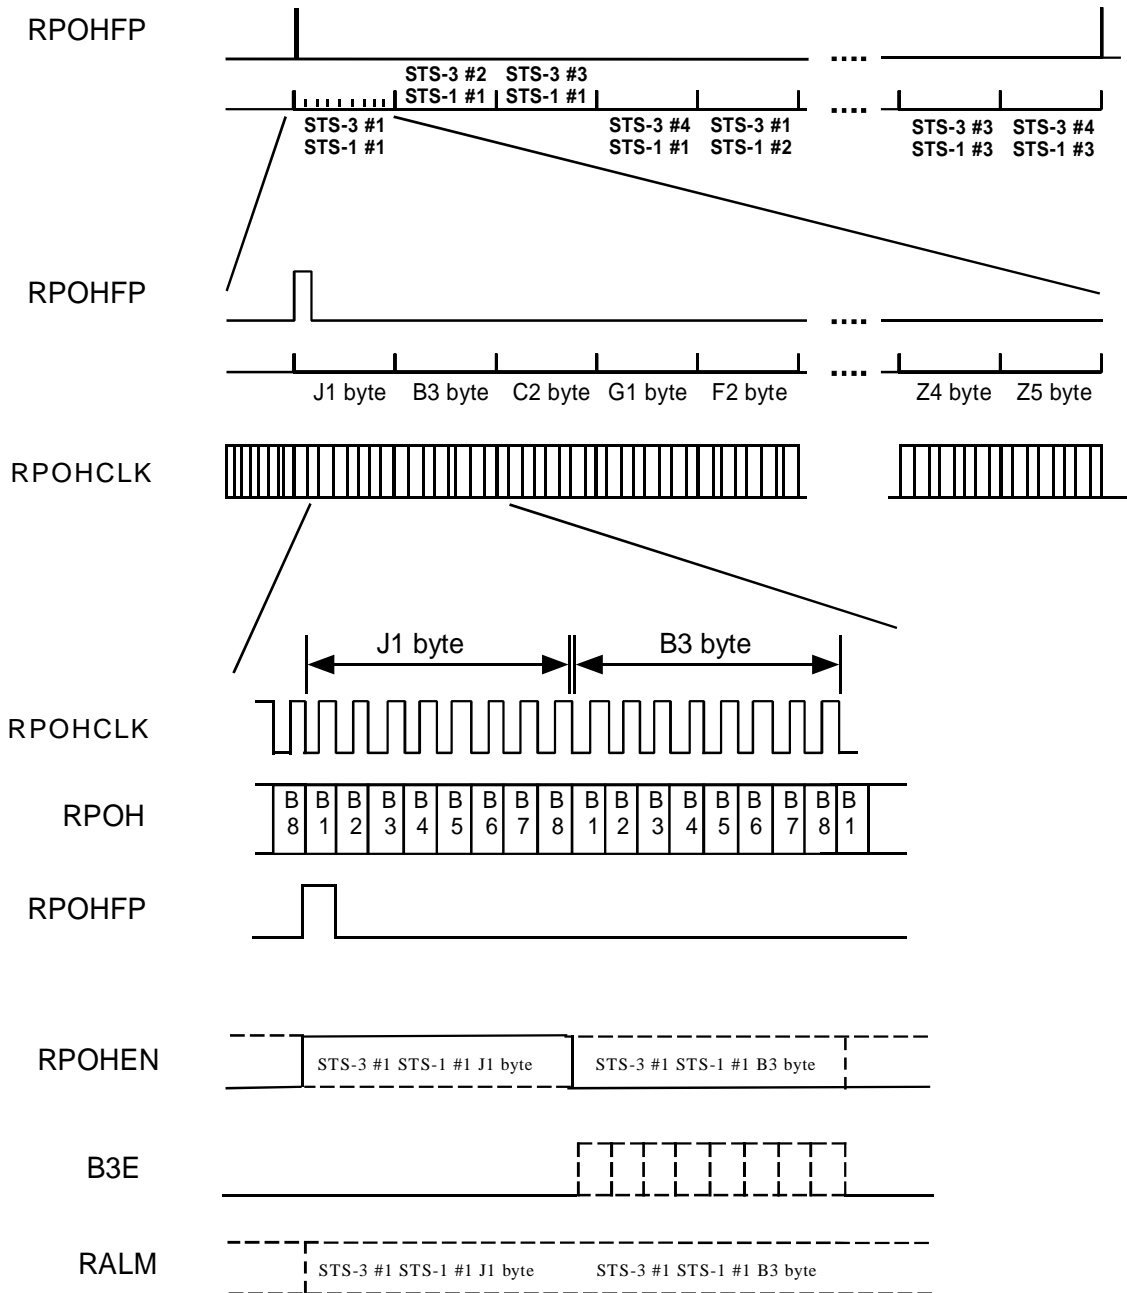 RPOHFP
....
STS-3 #2 STS-3 #3
STS-1 #1 STS-1 #1
....
STS-3 #1
STS-1 #1
STS-3 #4 STS-3 #1
STS-1 #1 STS-1 #2
STS-3 #3 STS-3 #4
STS-1 #3 STS-1 #3
RPOHFP
....
....
J1 byte B3 byte C2 byte G1 byte F2 byte Z4 byte Z5 byte
RPOHCLK
J1 byte B3 byte
RPOHCLK
RPOH
B B B B B B B B B B B B B B B B B B
8 1 2 3 4 5 6 7 8 1 2 3 4 5 6 7 8 1
RPOHFP
RPOHEN
STS-3 #1 STS-1 #1 J1 byte STS-3 #1 STS-1 #1 B3 byte
B3E
RALM
STS-3 #1 STS-1 #1 J1 byte STS-3 #1 STS-1 #1 B3 byte